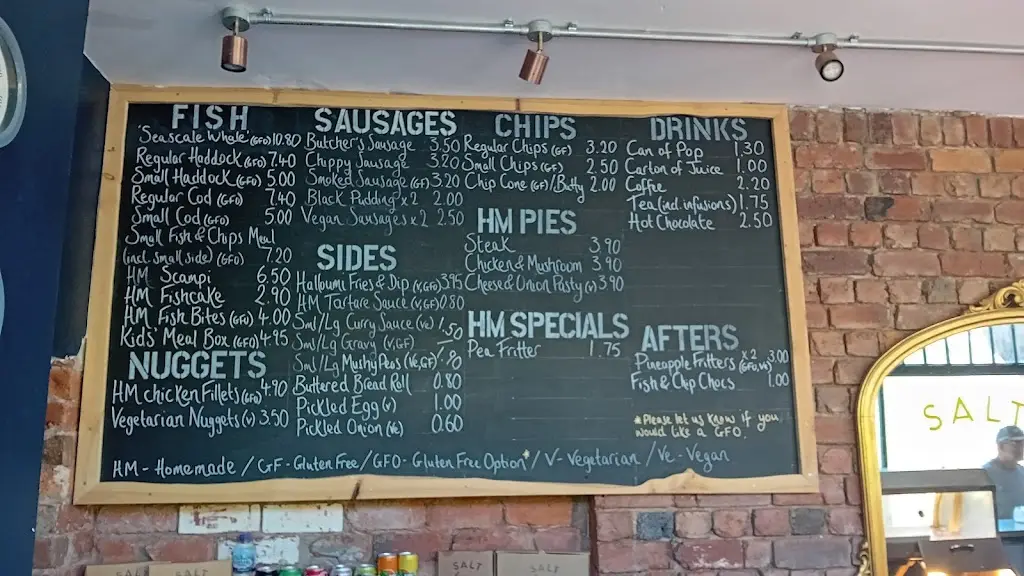 FISH
'Seascale Whale' (GFO) 10.80
Regular Haddock (GFO) 7.40
Small Haddock (GFO) 5.00
Regular Cod (GFO) 7.40
Small Cod (GFO) 5.00
Small Fish & Chips Meal
(incl. small side) (GFO) 7.20
HM Scampi 6.50
HM Fishcake 2.90
HM Fish Bites (GFO) 4.00
Kids' Meal Box (GFO) 4.95
NUGGETS
HM chicken Fillets (GFO) 4.90
Vegetarian Nuggets (v) 3.50
SAUSAGES
Butcher's Sausage 3.50
Chippy Sausage 3.20
Smoked Sausage (GF) 3.20
Black Pudding x2 2.00
Vegan Sausages x2 2.50
SIDES
Halloumi Fries & Dip (V,GFO) 3.95
HM Tartare Sauce (V,GF) 0.80
Sml/Lg Curry Sauce (Ve) 1.50
Sml/Lg Gravy (V,GF)
Sml/Lg Mushy Peas (Ve,GF) .80
Buttered Bread Roll 0.80
Pickled Egg (v) 1.00
Pickled Onion (Ve) 0.60
CHIPS
Regular Chips (GF) 3.20
Small Chips (GF) 2.50
Chip Cone (GF)/Butty 2.00
HM PIES
Steak 3.90
Chicken & Mushroom 3.90
Cheese & Onion Pasty (v) 3.90
HM SPECIALS
Pea Fritter 1.75
DRINKS
Can of Pop 1.30
Carton of Juice 1.00
Coffee 2.20
Tea (incl. infusions) 1.75
Hot Chocolate 2.50
AFTERS
Pineapple Fritters x2 3.00
Fish & Chip Chocs 1.00
*Please let us know if you
would like a GFO.
HM - Homemade / GF - Gluten Free / GFO - Gluten Free Option* / V - Vegetarian / Ve - Vegan
SALT
SALT
SALT
SALT
SALT